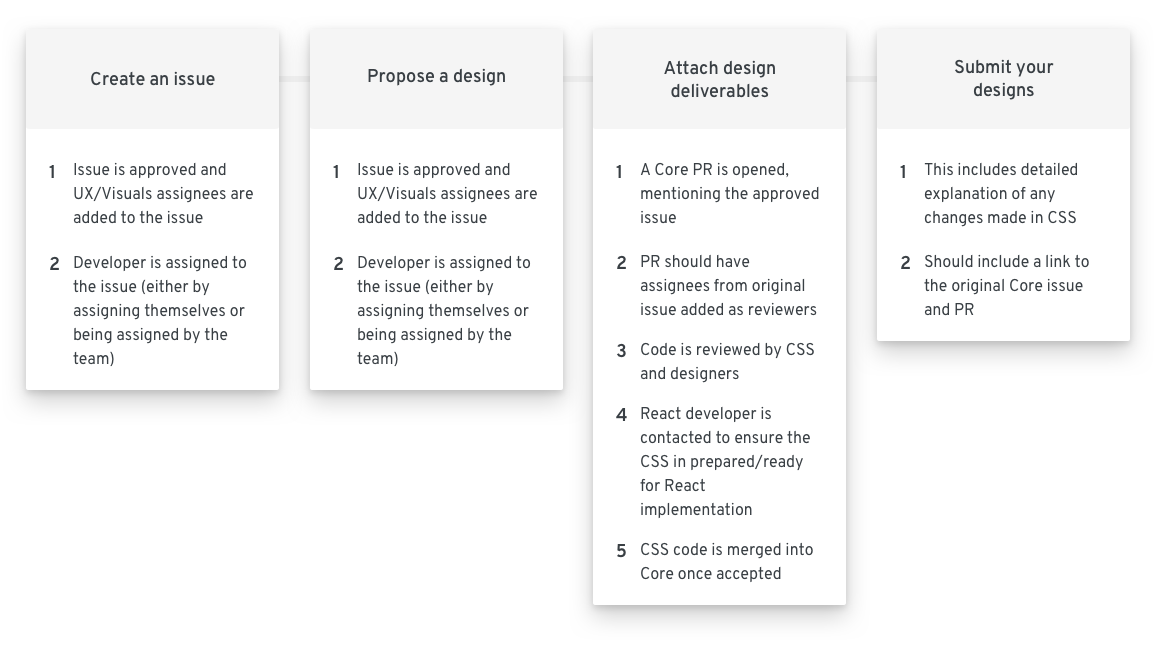 Create an issue
1 Issue is approved and
UX/Visuals assignees are
added to the issue
2 Developer is assigned to
the issue (either by
assigning themselves or
being assigned by the
team)
Propose a design
1 Issue is approved and
UX/Visuals assignees are
added to the issue
2 Developer is assigned to
the issue (either by
assigning themselves or
being assigned by the
team)
Attach design
deliverables
1 A Core PR is opened,
mentioning the approved
issue
2 PR should have
assignees from original
issue added as reviewers
3 Code is reviewed by CSS
and designers
4 React developer is
contacted to ensure the
CSS in prepared/ready
for React
implementation
5 CSS code is merged into
Core once accepted
Submit your
designs
1 This includes detailed
explanation of any
changes made in CSS
2 Should include a link to
the original Core issue
and PR